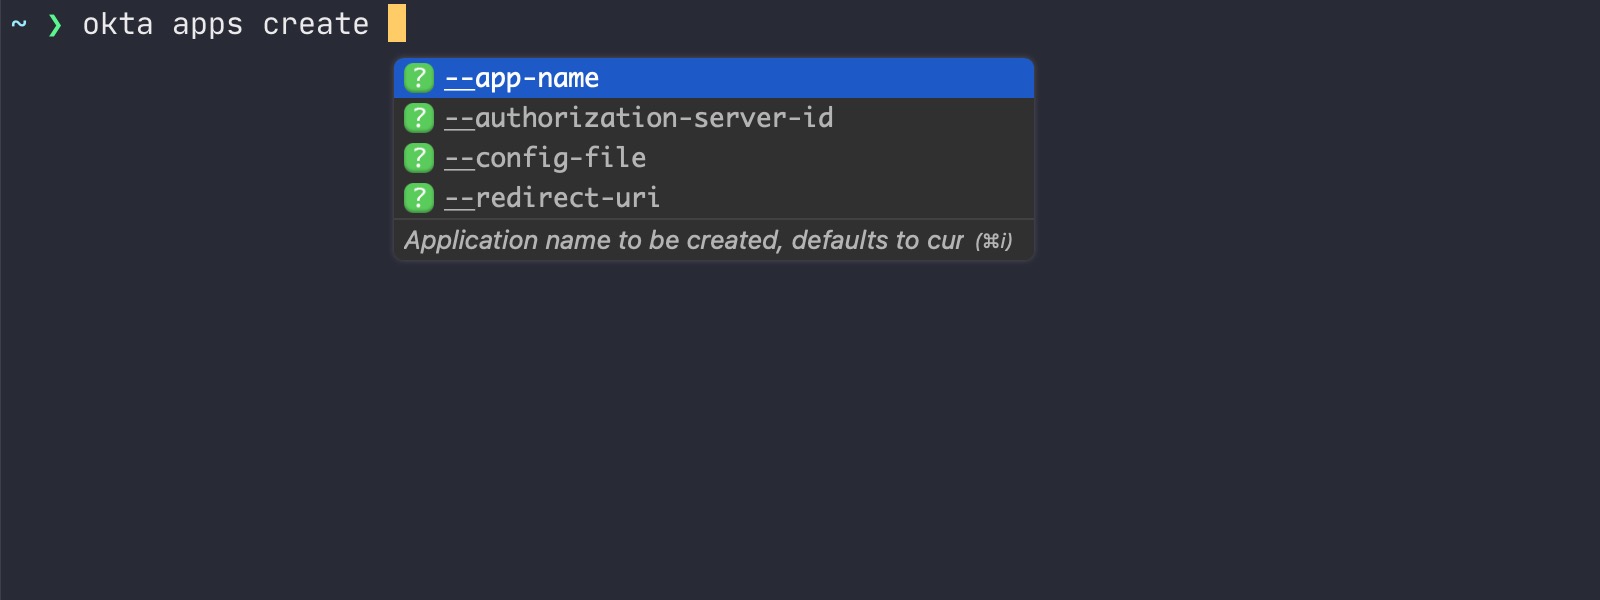 ~ ❯ okta apps create
? --app-name
? --authorization-server-id
? --config-file
? --redirect-uri
Application name to be created, defaults to cur (⌘i)